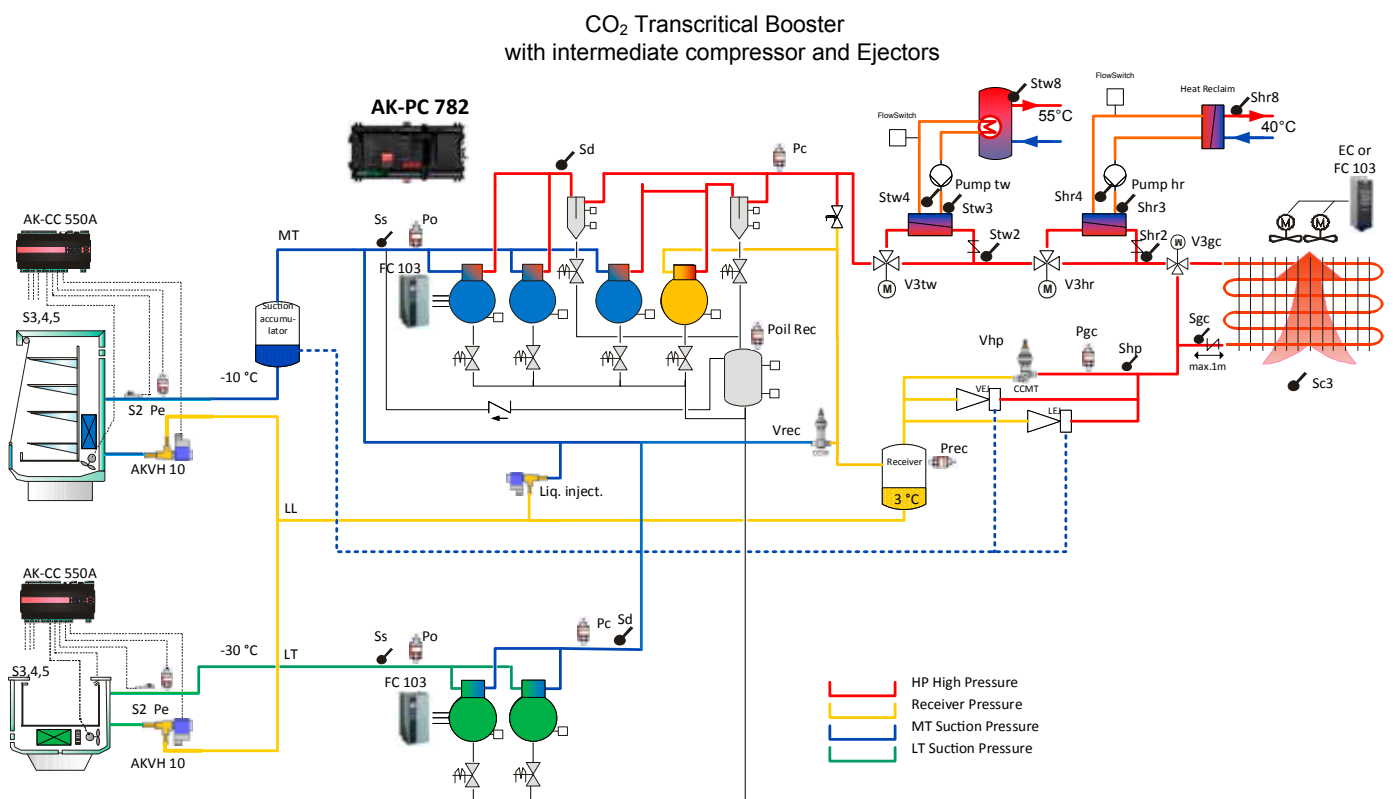 CO₂ Transcritical Booster
with intermediate compressor and Ejectors
AK-PC 782
Stw8
FlowSwitch
55°C
FlowSwitch
Heat Reclaim
Shr8
40°C
EC or
FC 103
Sd
Pc
Stw4
Pump tw
Stw3
Shr4
Pump hr
Shr3
AK-CC 550A
MT
Ss
Po
FC 103
Stw2
Shr2
M
V3gc
M
M
M
V3tw
M
V3hr
Suction
accumu-
lator
S3,4,5
Poil Rec
Vhp
Pgc
Shp
Sgc
max.1m
Sc3
CCMT
VEJ
LEJ
-10 °C
S2 Pe
AKVH 10
Vrec
CCM
Receiver
Prec
3 °C
Liq. inject.
LL
AK-CC 550A
S3,4,5
-30 °C
LT
Ss
Po
Pc
Sd
FC 103
S2 Pe
AKVH 10
HP High Pressure
Receiver Pressure
MT Suction Pressure
LT Suction Pressure